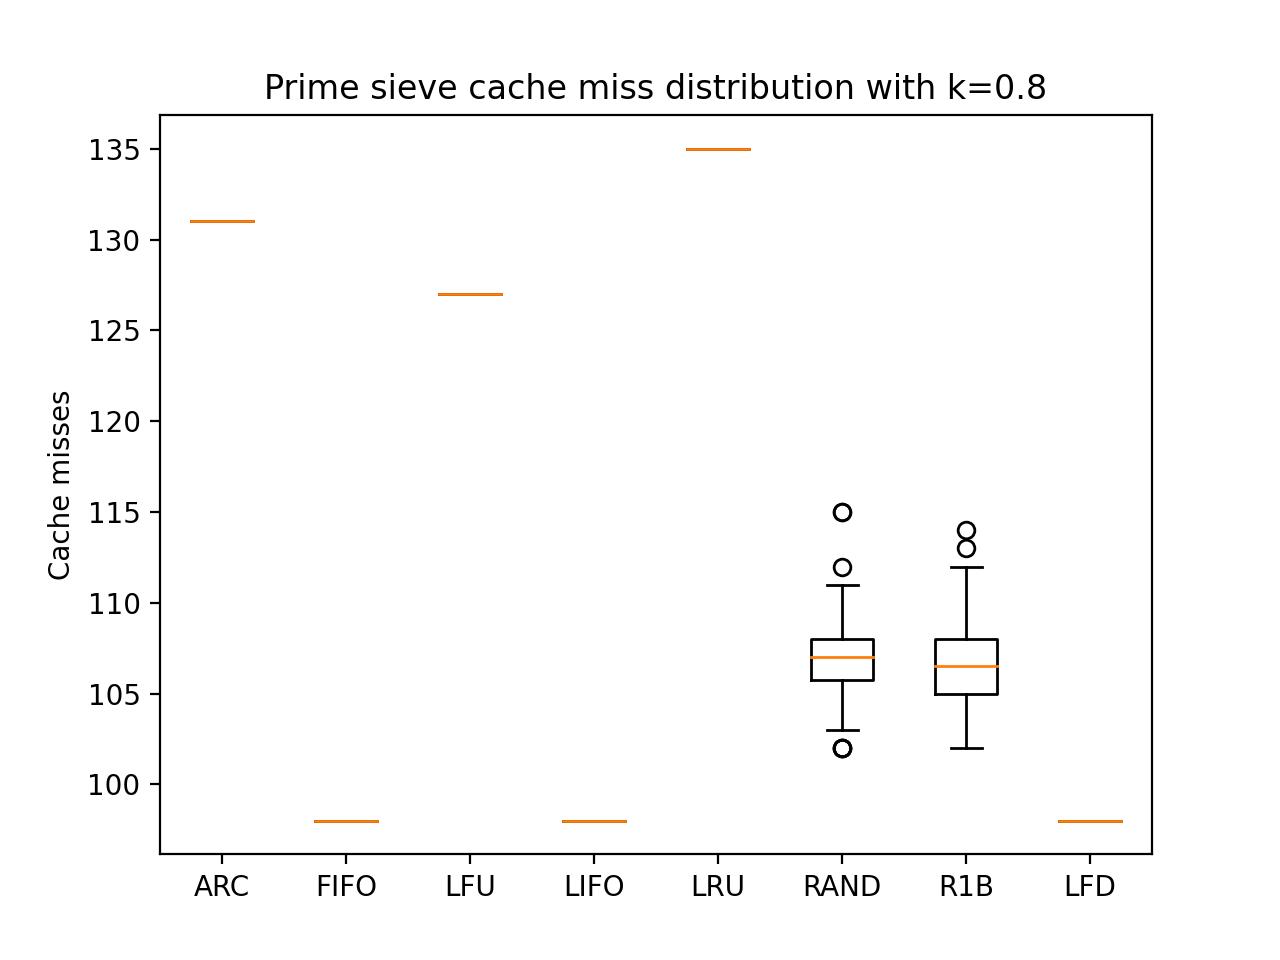 Prime sieve cache miss distribution with k=0.8
135
130
125
120
115
110
105
100
Cache misses
ARC FIFO LFU LIFO LRU RAND R1B LFD